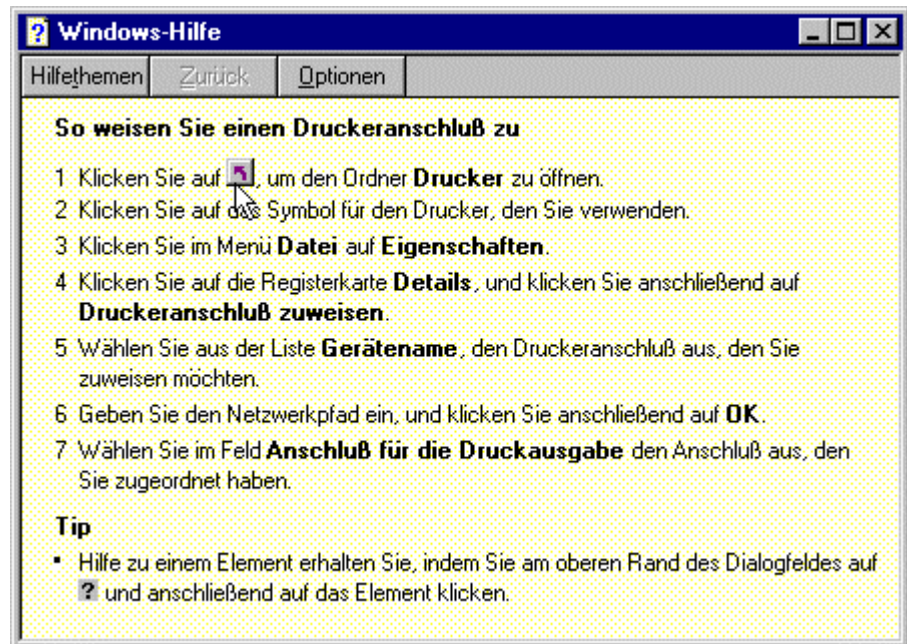 Windows-Hilfe
Hilfethemen Zurück Optionen
So weisen Sie einen Druckeranschluß zu
1 Klicken Sie auf , um den Ordner Drucker zu öffnen.
2 Klicken Sie auf das Symbol für den Drucker, den Sie verwenden.
3 Klicken Sie im Menü Datei auf Eigenschaften.
4 Klicken Sie auf die Registerkarte Details, und klicken Sie anschließend auf
Druckeranschluß zuweisen.
5 Wählen Sie aus der Liste Gerätename, den Druckeranschluß aus, den Sie
zuweisen möchten.
6 Geben Sie den Netzwerkpfad ein, und klicken Sie anschließend auf OK.
7 Wählen Sie im Feld Anschluß für die Druckausgabe den Anschluß aus, den
Sie zugeordnet haben.
Tip
▪ Hilfe zu einem Element erhalten Sie, indem Sie am oberen Rand des Dialogfeldes auf
? und anschließend auf das Element klicken.